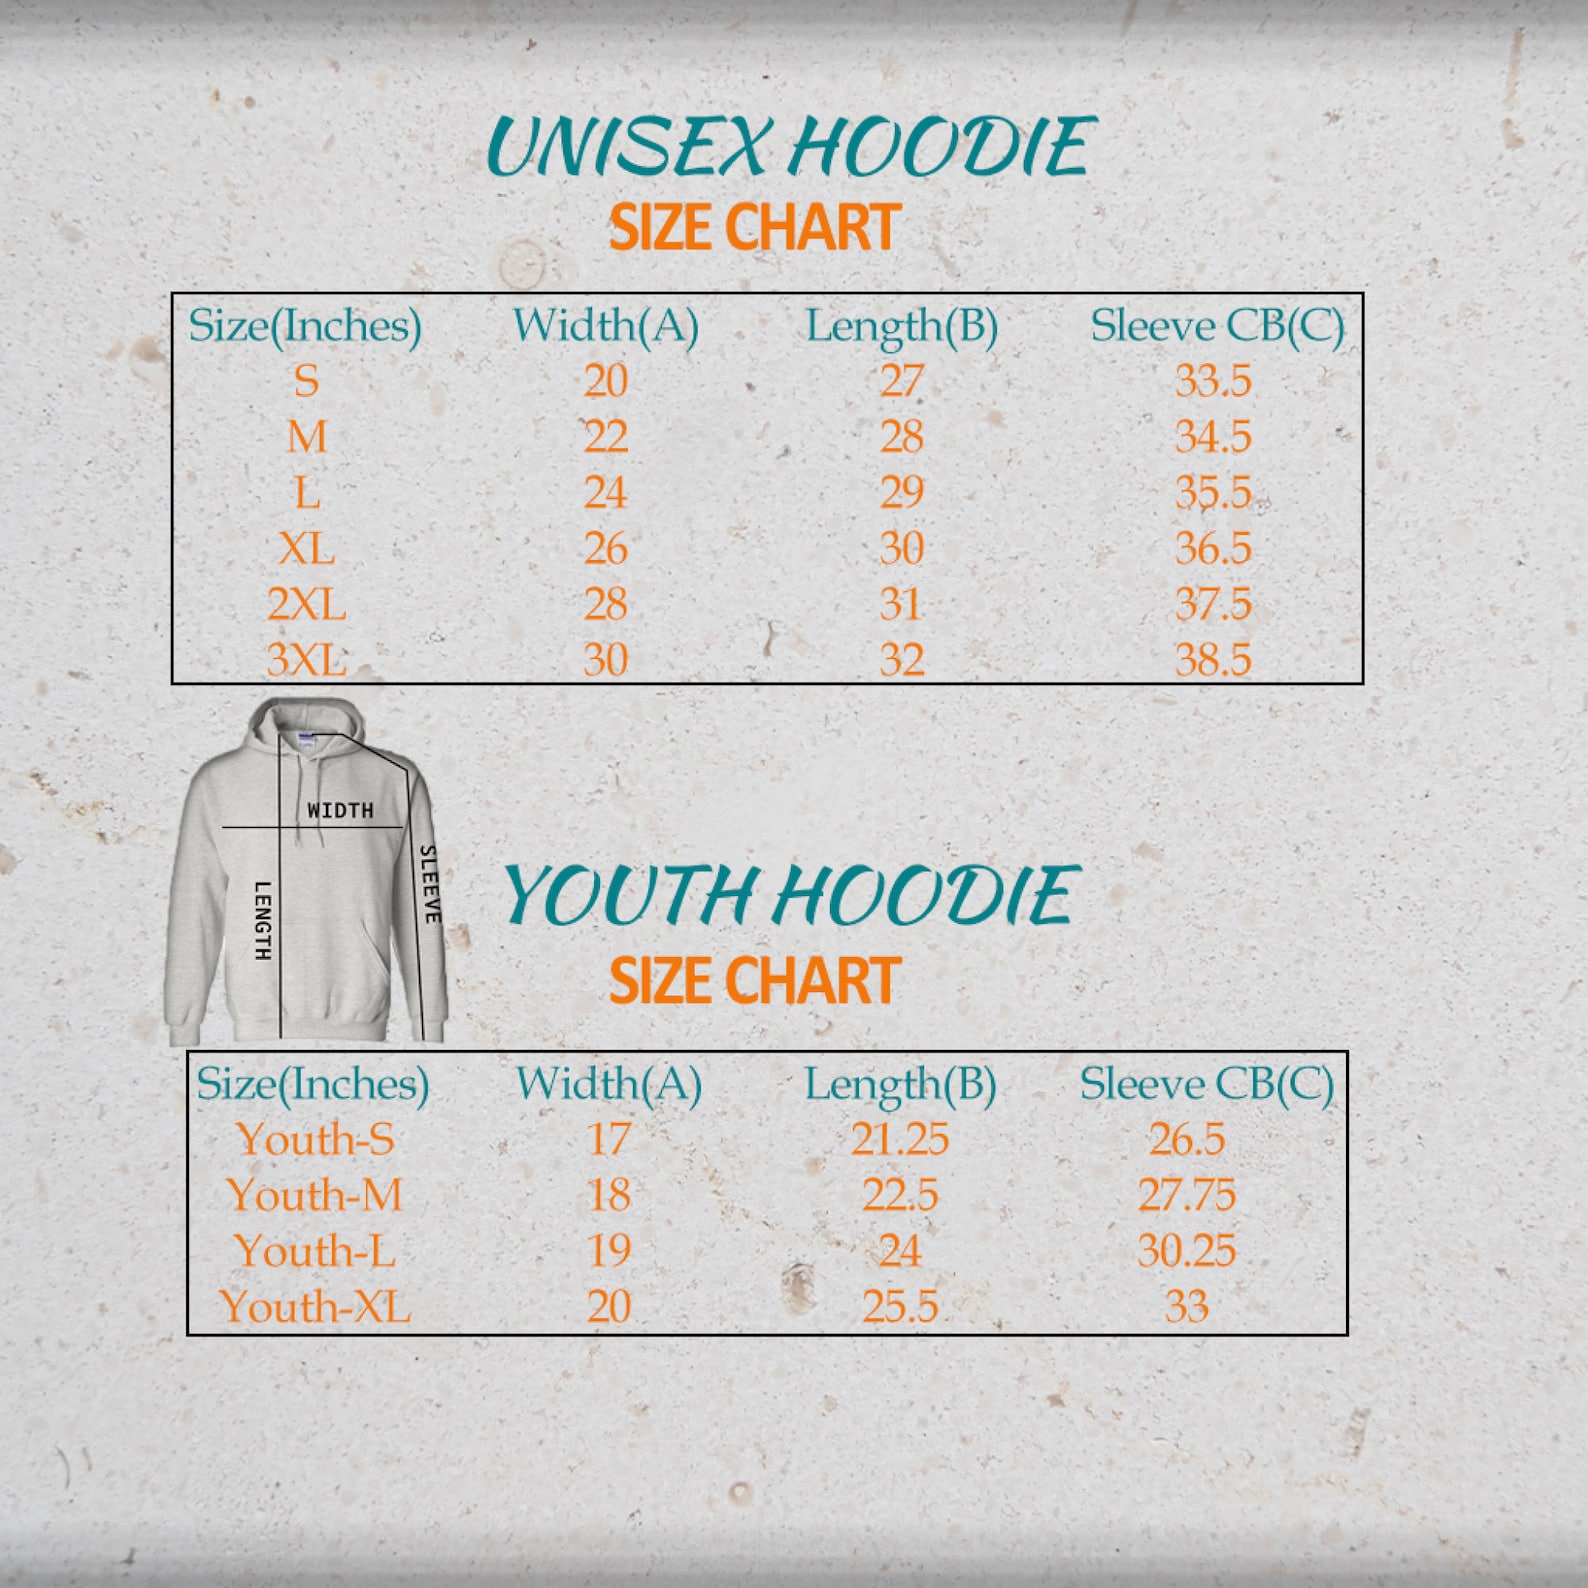 UNISEX HOODIE
SIZE CHART
Size(Inches) Width(A) Length(B) Sleeve CB(C)
S 20 27 33.5
M 22 28 34.5
L 24 29 35.5
XL 26 30 36.5
2XL 28 31 37.5
3XL 30 32 38.5
WIDTH
SLEEVE
LENGTH
YOUTH HOODIE
SIZE CHART
Size(Inches) Width(A) Length(B) Sleeve CB(C)
Youth-S 17 21.25 26.5
Youth-M 18 22.5 27.75
Youth-L 19 24 30.25
Youth-XL 20 25.5 33